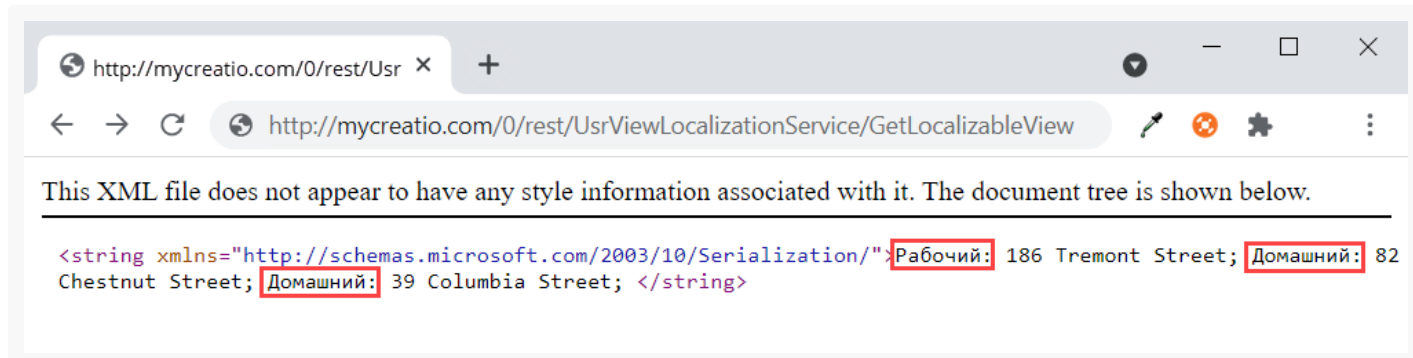 http://mycreatio.com/0/rest/Usr
http://mycreatio.com/0/rest/UsrViewLocalizationService/GetLocalizableView
This XML file does not appear to have any style information associated with it. The document tree is shown below.
<string xmlns="http://schemas.microsoft.com/2003/10/Serialization/">Рабочий: 186 Tremont Street; Домашний: 82
Chestnut Street; Домашний: 39 Columbia Street; </string>